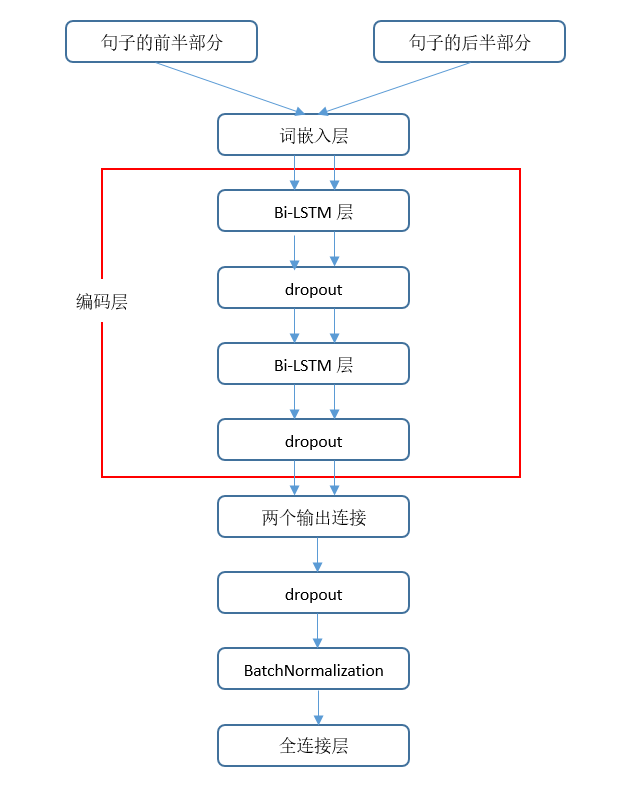 句子的前半部分
句子的后半部分
词嵌入层
Bi-LSTM 层
dropout
编码层
Bi-LSTM 层
dropout
两个输出连接
dropout
BatchNormalization
全连接层